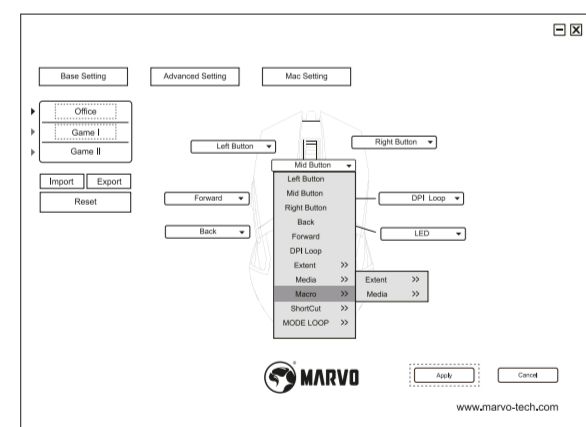 Base Setting
Advanced Setting
Mac Setting
Office
Game I
Game II
Import
Export
Reset
Left Button
Right Button
Mid Button
Forward
Back
DPI Loop
LED
Left Button
Mid Button
Right Button
Back
Forward
DPI Loop
Extent >>
Media >>
Macro >>
ShortCut >>
MODE LOOP >>
Extent >>
Media >>
MARVO
Apply
Cancel
www.marvo-tech.com